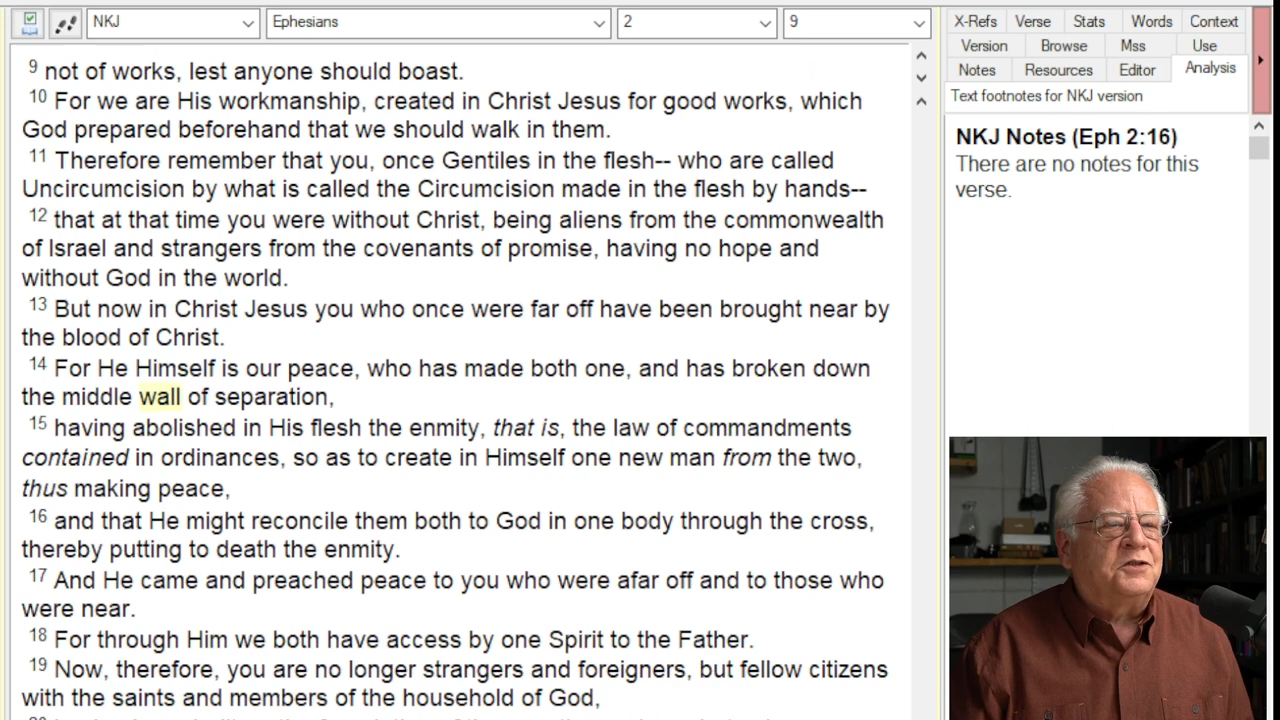 NKJ Ephesians 2 9
9 not of works, lest anyone should boast.
10 For we are His workmanship, created in Christ Jesus for good works, which
God prepared beforehand that we should walk in them.
11 Therefore remember that you, once Gentiles in the flesh-- who are called
Uncircumcision by what is called the Circumcision made in the flesh by hands--
12 that at that time you were without Christ, being aliens from the commonwealth
of Israel and strangers from the covenants of promise, having no hope and
without God in the world.
13 But now in Christ Jesus you who once were far off have been brought near by
the blood of Christ.
14 For He Himself is our peace, who has made both one, and has broken down
the middle wall of separation,
15 having abolished in His flesh the enmity, that is, the law of commandments
contained in ordinances, so as to create in Himself one new man from the two,
thus making peace,
16 and that He might reconcile them both to God in one body through the cross,
thereby putting to death the enmity.
17 And He came and preached peace to you who were afar off and to those who
were near.
18 For through Him we both have access by one Spirit to the Father.
19 Now, therefore, you are no longer strangers and foreigners, but fellow citizens
with the saints and members of the household of God,
X-Refs Verse Stats Words Context
Version Browse Mss Use
Notes Resources Editor Analysis
Text footnotes for NKJ version
NKJ Notes (Eph 2:16)
There are no notes for this
verse.